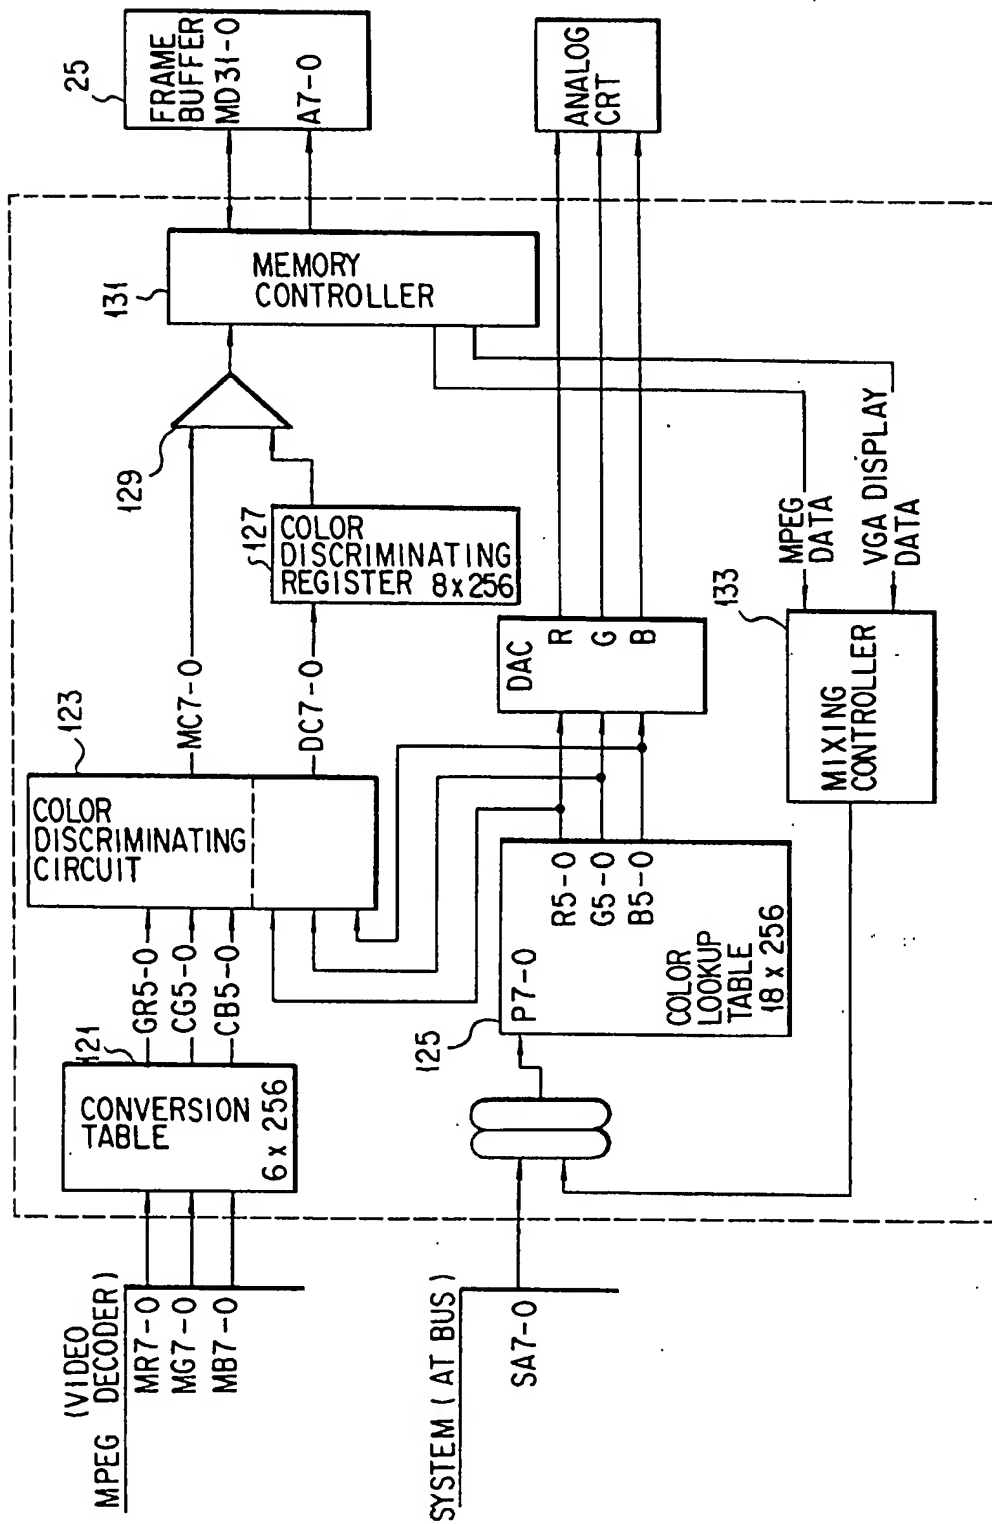 (VIDEO
MPEG DECODER)
MR7-0
MG7-0
MB7-0
121
CONVERSION
TABLE
6 x 256
GR5-0
CG5-0
CB5-0
123
COLOR
DISCRIMINATING
CIRCUIT
MC7-0
DC7-0
127
COLOR
DISCRIMINATING
REGISTER 8 x 256
129
131
MEMORY
CONTROLLER
25
FRAME
BUFFER
MD31-0
A7-0
SYSTEM (AT BUS)
SA7-0
125
P7-0
R5-0
G5-0
B5-0
COLOR
LOOKUP
TABLE
18 x 256
DAC
R
G
B
ANALOG
CRT
133
MIXING
CONTROLLER
MPEG
DATA
VGA DISPLAY
DATA